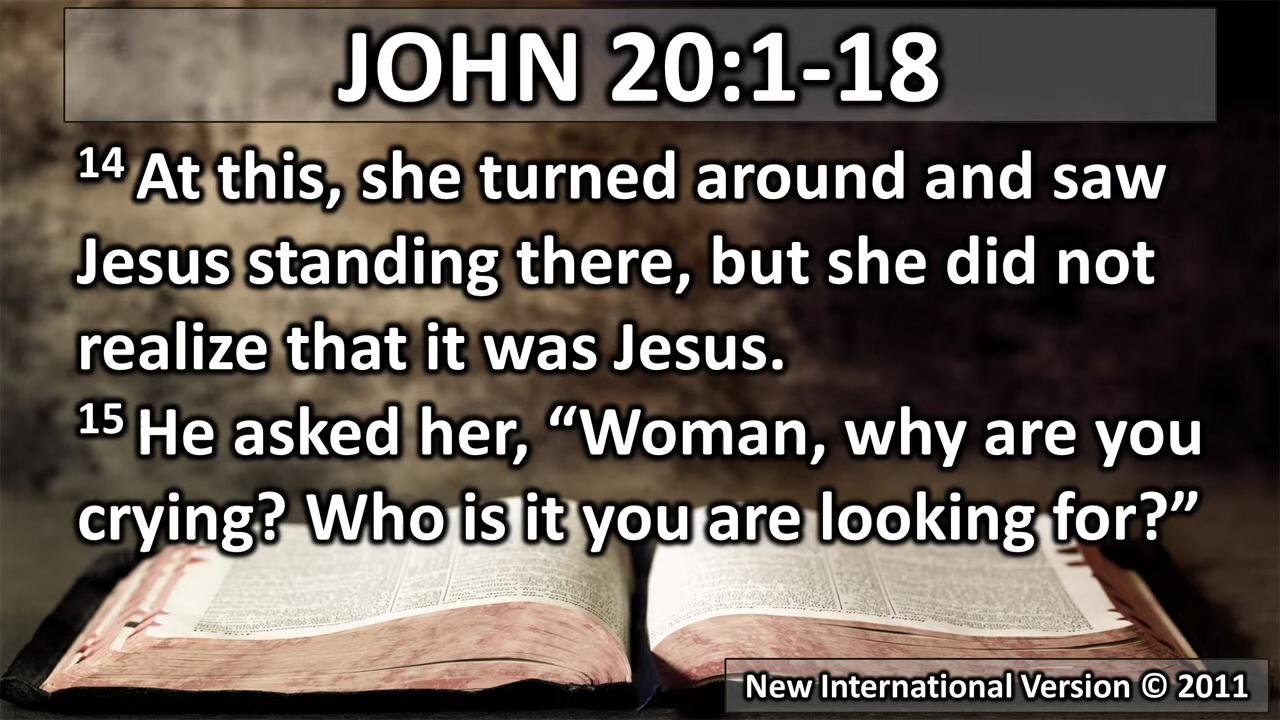 JOHN 20:1-18
14 At this, she turned around and saw
Jesus standing there, but she did not
realize that it was Jesus.
15 He asked her, “Woman, why are you
crying? Who is it you are looking for?”
New International Version © 2011